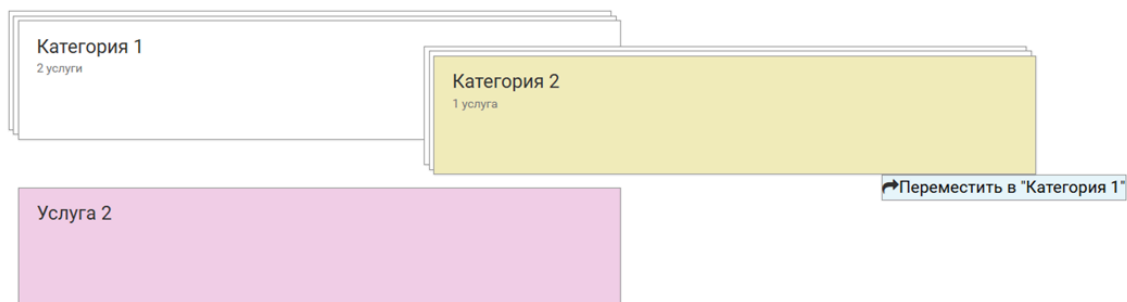 Категория 1
2 услуги
Категория 2
1 услуга
Переместить в "Категория 1"
Услуга 2